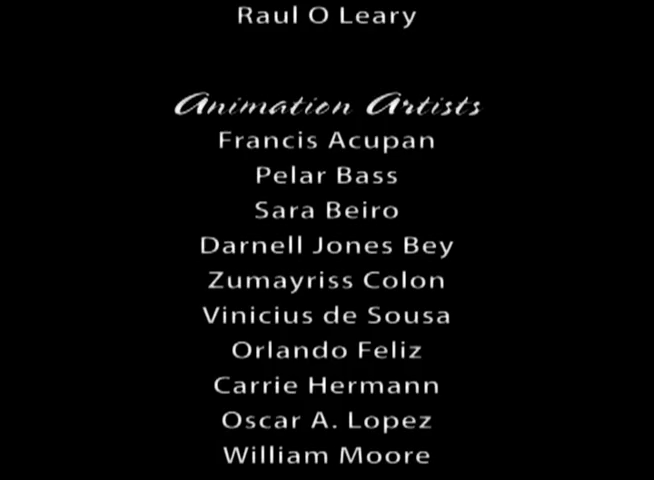 Raul O Leary
Animation Artists
Francis Acupan
Pelar Bass
Sara Beiro
Darnell Jones Bey
Zumayriss Colon
Vinicius de Sousa
Orlando Feliz
Carrie Hermann
Oscar A. Lopez
William Moore